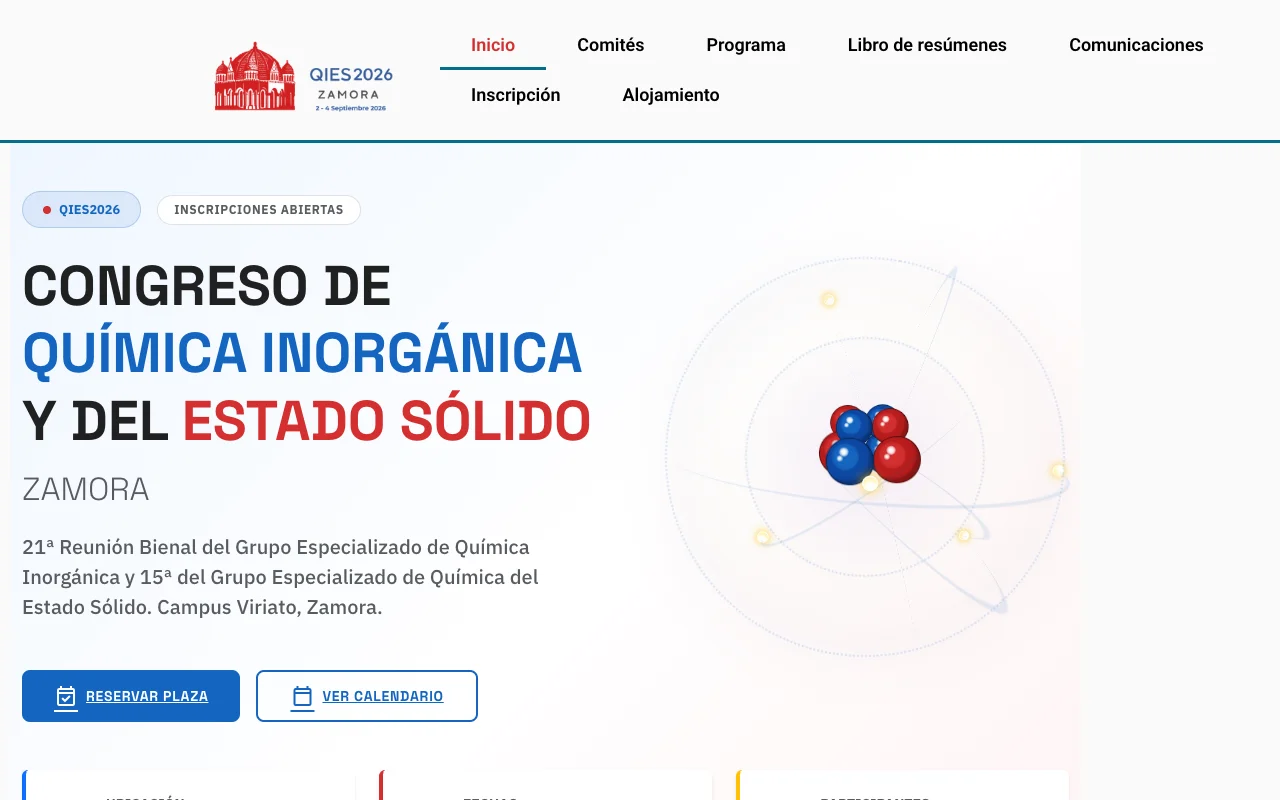 QIES2026
ZAMORA
2 - 4 Septiembre 2026
Inicio
Comités
Programa
Libro de resúmenes
Comunicaciones
Inscripción
Alojamiento
QIES2026
INSCRIPCIONES ABIERTAS
CONGRESO DE
QUÍMICA INORGÁNICA
Y DEL ESTADO SÓLIDO
ZAMORA
21ª Reunión Bienal del Grupo Especializado de Química
Inorgánica y 15ª del Grupo Especializado de Química del
Estado Sólido. Campus Viriato, Zamora.
RESERVAR PLAZA
VER CALENDARIO